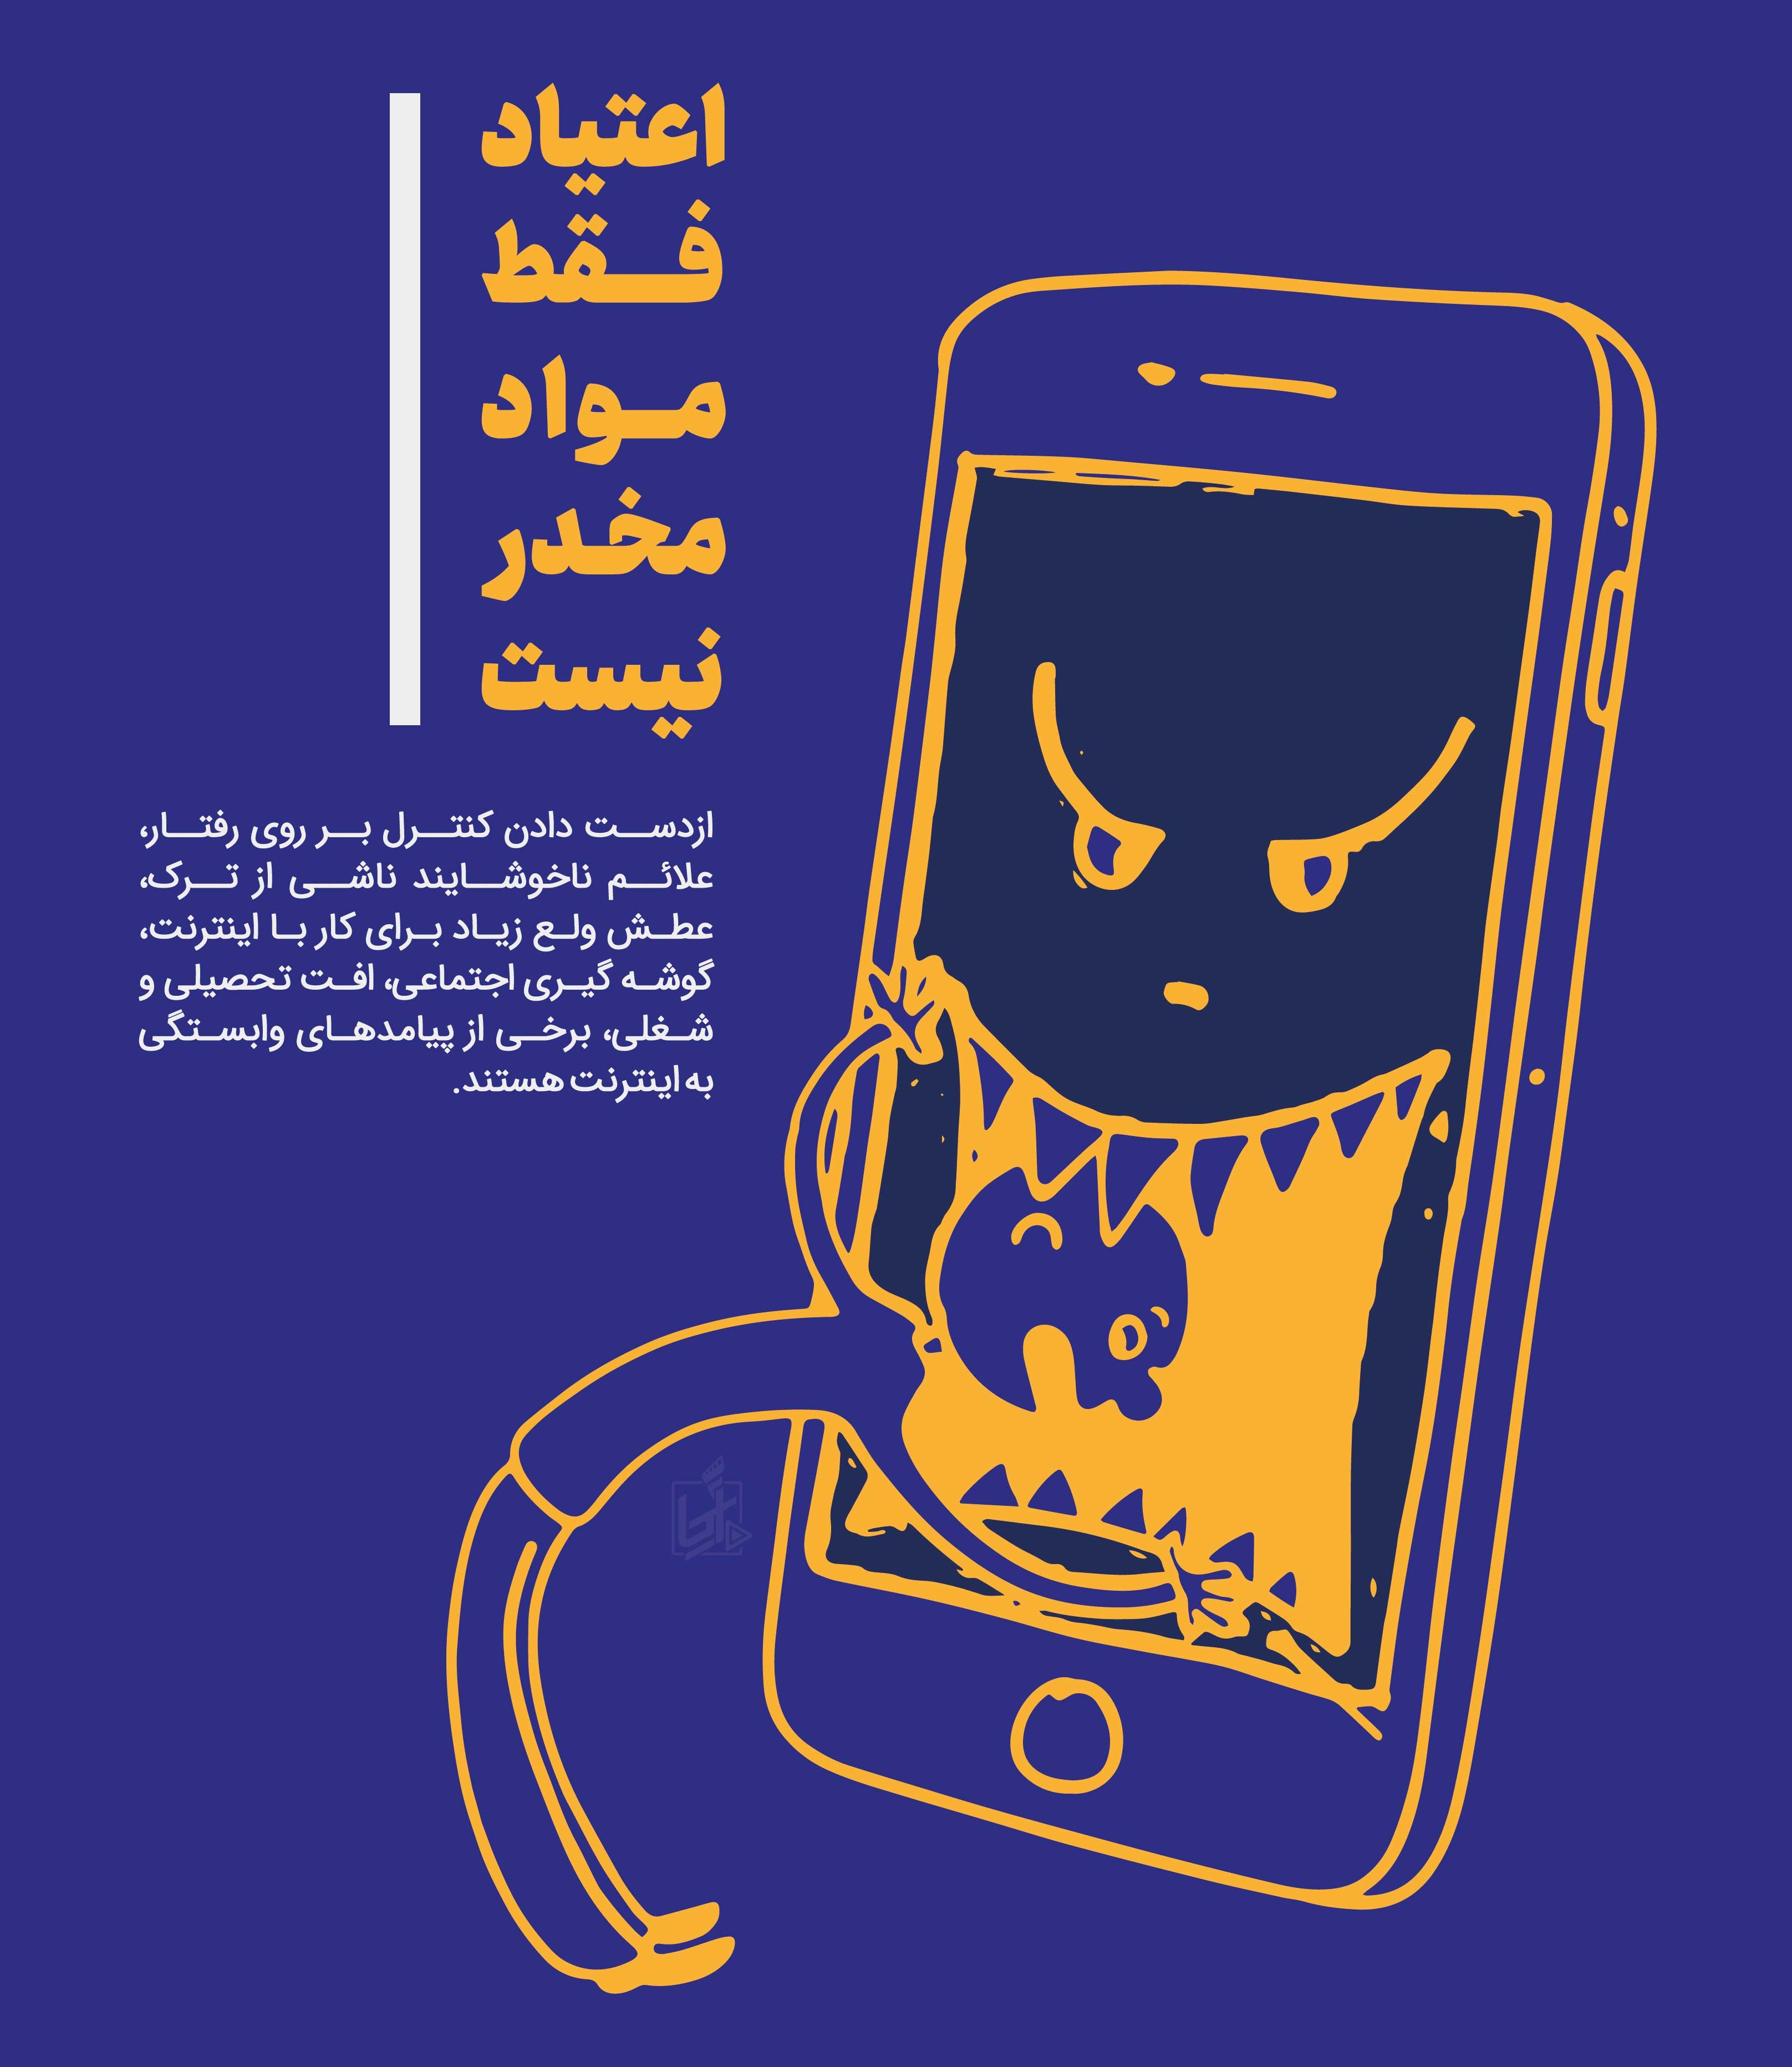 اعتیاد
فقط
مواد
مخدر
نیست
ازدست دادن کنترل بر روی رفتار،
علائم ناخوشایند ناشی از ترک،
عطش ولع زیاد برای کار با اینترنت،
گوشه گیری اجتماعی، افت تحصیلی و
شغلی، برخی از پیامدهای وابستگی
به اینترنت هستند.